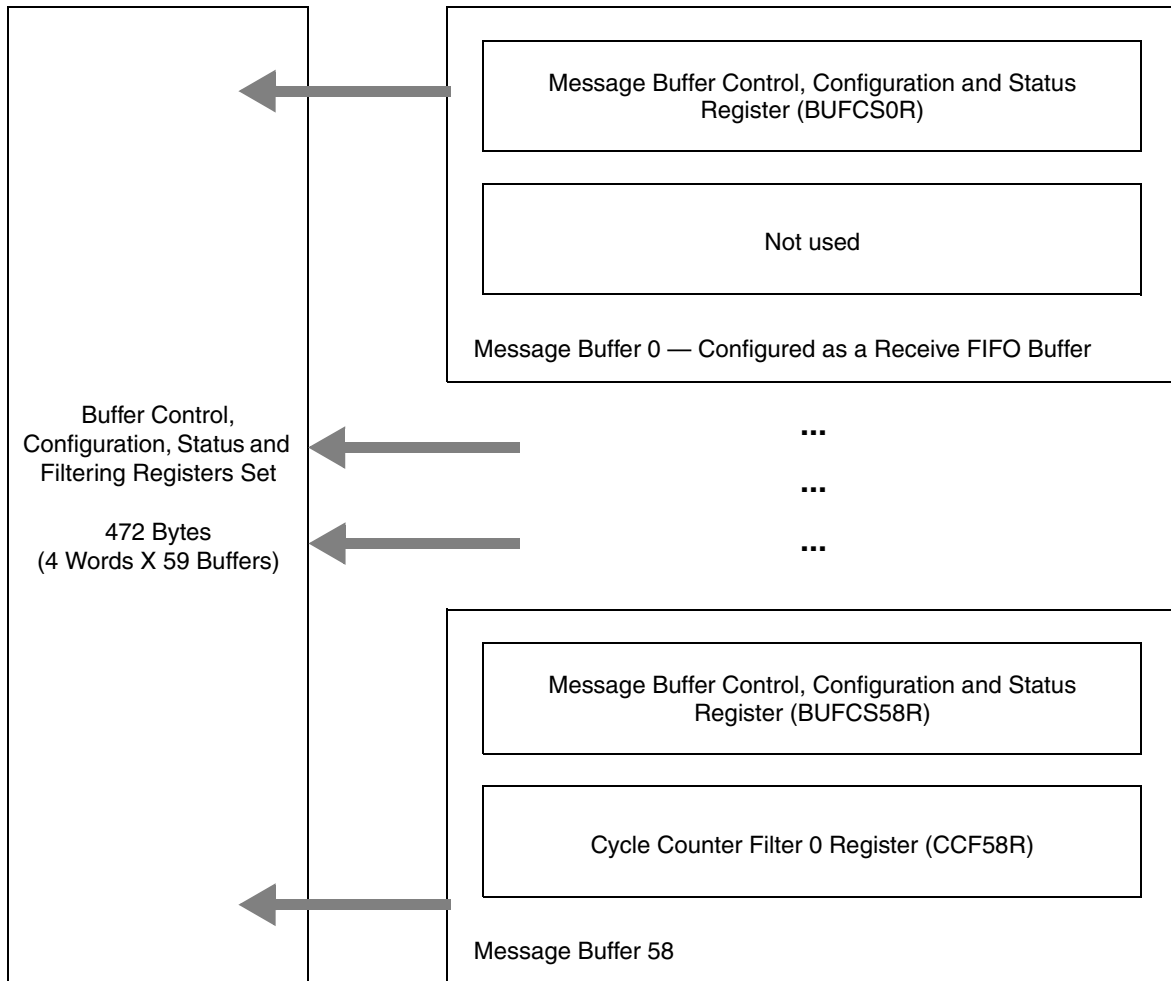 Message Buffer Control, Configuration and Status
Register (BUFCS0R)
Not used
Message Buffer 0 — Configured as a Receive FIFO Buffer
Buffer Control,
Configuration, Status and
Filtering Registers Set
472 Bytes
(4 Words X 59 Buffers)
...
...
...
Message Buffer Control, Configuration and Status
Register (BUFCS58R)
Cycle Counter Filter 0 Register (CCF58R)
Message Buffer 58